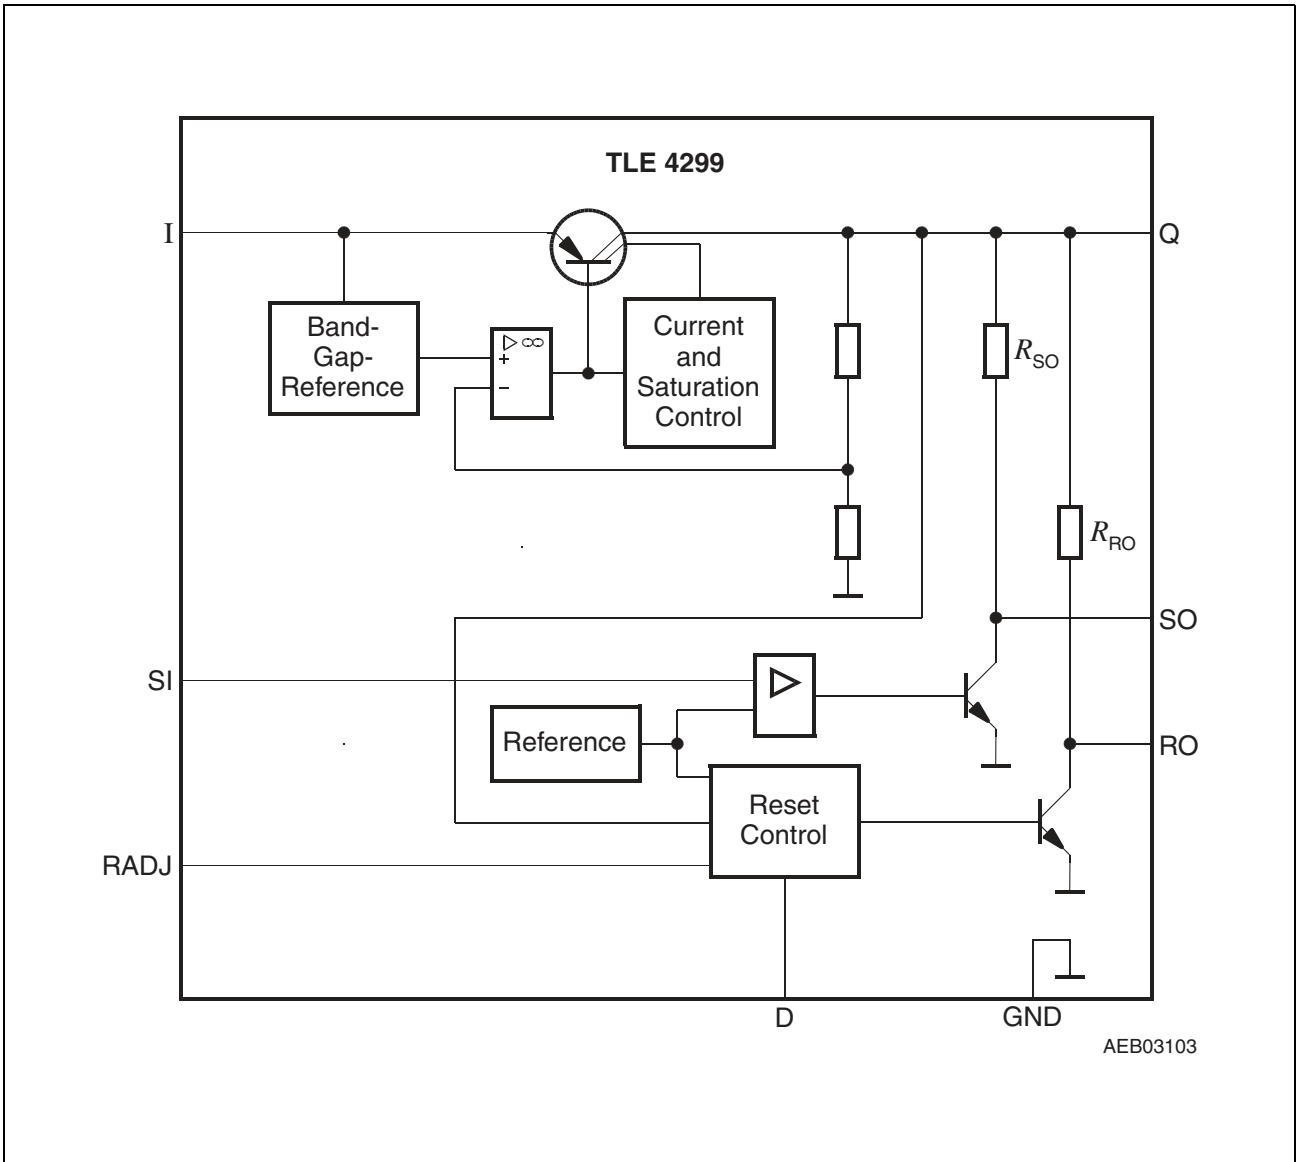 TLE 4299
I
Q
Band-
Gap-
Reference
▷ ∞
+
−
Current
and
Saturation
Control
RSO
RRO
SO
SI
Reference
RO
Reset
Control
RADJ
D
GND
AEB03103